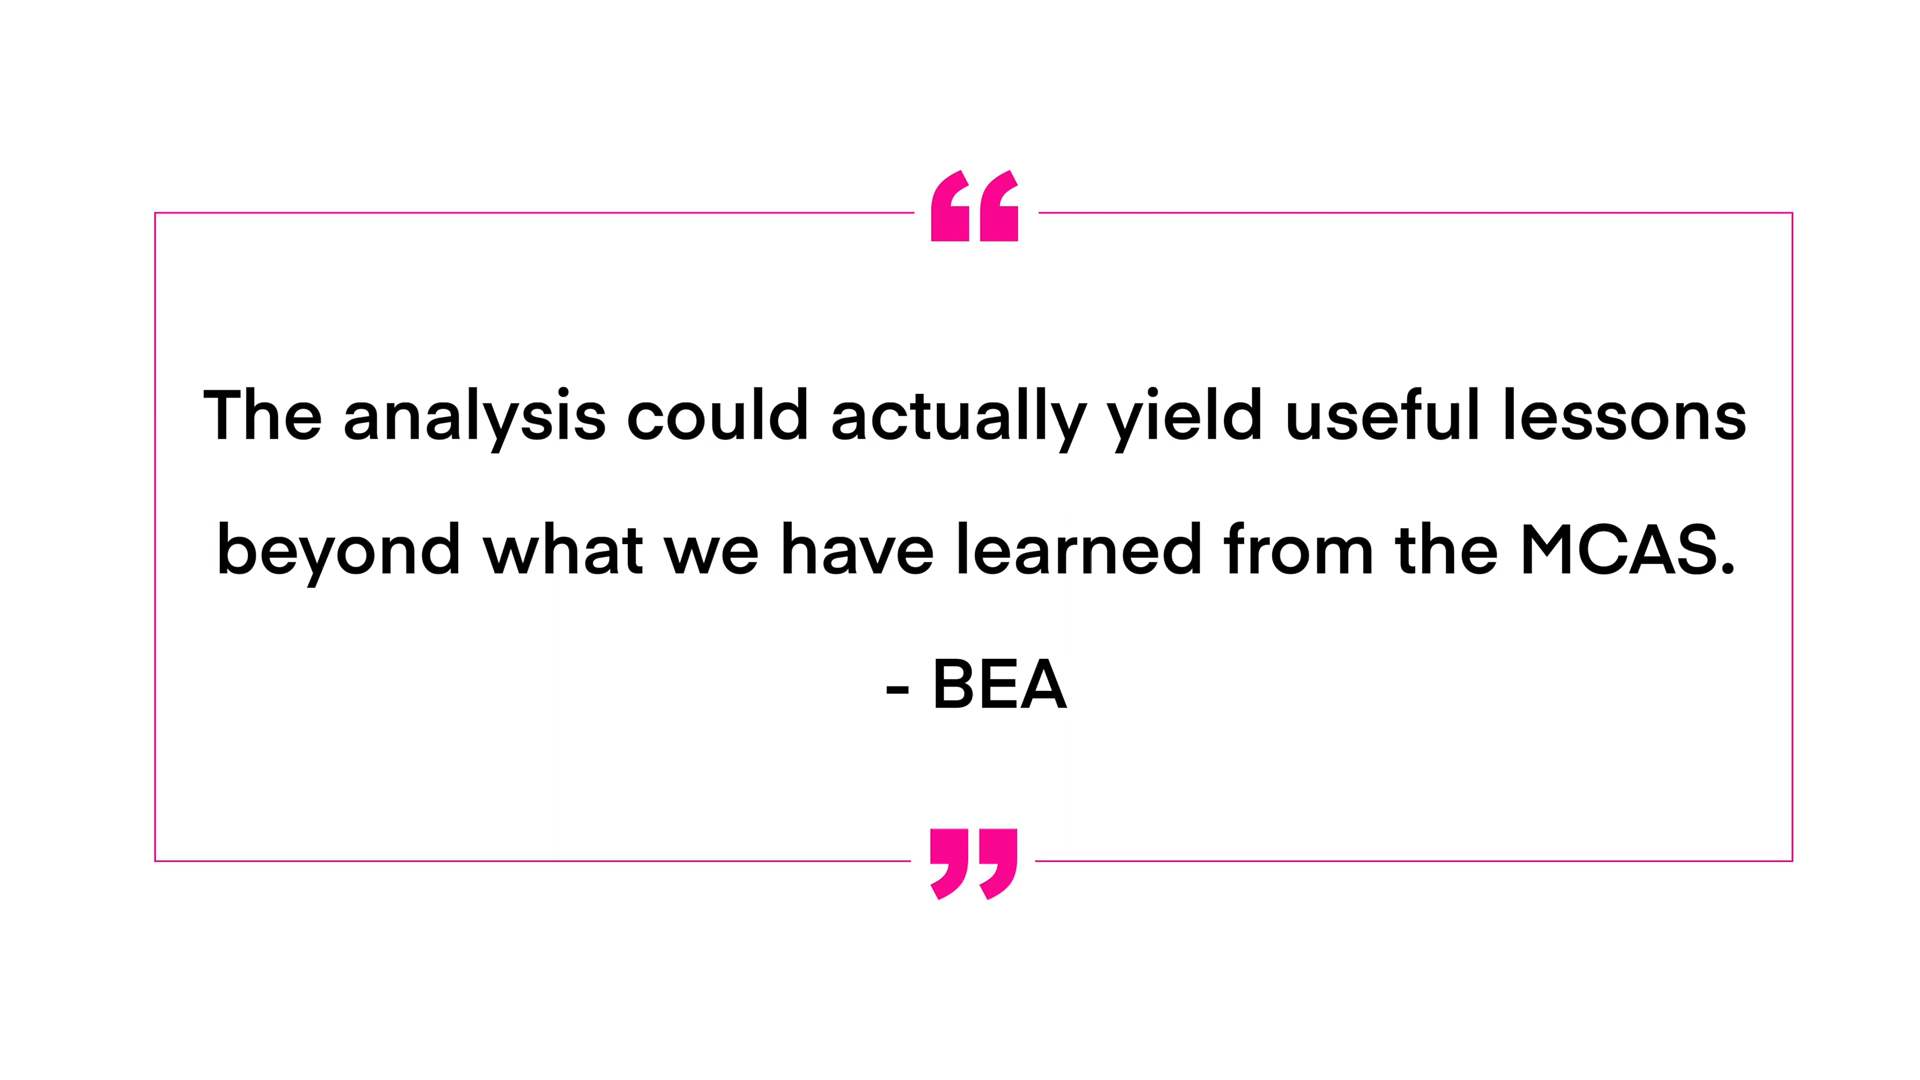 “
The analysis could actually yield useful lessons
beyond what we have learned from the MCAS.
- BEA
”